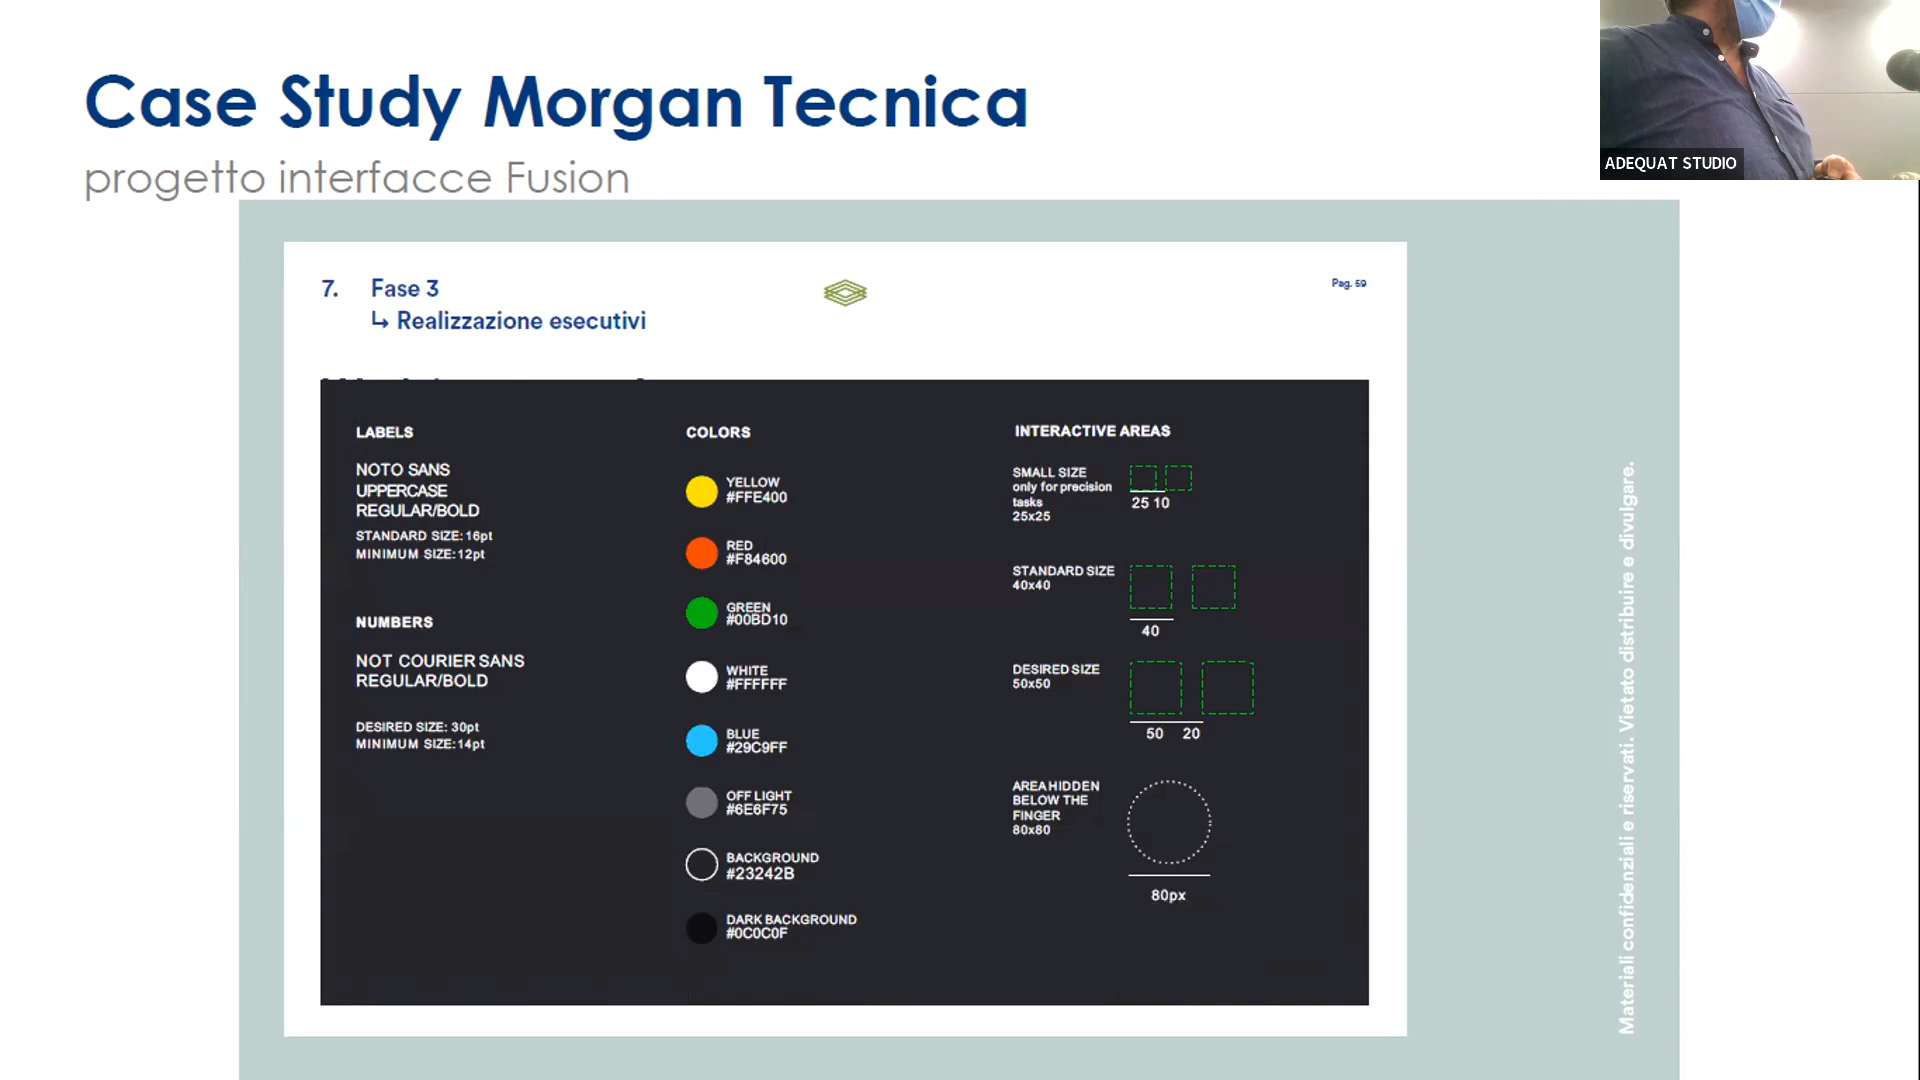 Case Study Morgan Tecnica
progetto interfacce Fusion
ADEQUAT STUDIO
7. Fase 3
↳ Realizzazione esecutivi
Pag. 59
LABELS
NOTO SANS
UPPERCASE
REGULAR/BOLD
STANDARD SIZE: 16pt
MINIMUM SIZE: 12pt
NUMBERS
NOT COURIER SANS
REGULAR/BOLD
DESIRED SIZE: 30pt
MINIMUM SIZE: 14pt
COLORS
YELLOW
#FFE400
RED
#F84600
GREEN
#00BD10
WHITE
#FFFFFF
BLUE
#29C9FF
OFF LIGHT
#6E6F75
BACKGROUND
#23242B
DARK BACKGROUND
#0C0C0F
INTERACTIVE AREAS
SMALL SIZE
only for precision
tasks
25x25
25 10
STANDARD SIZE
40x40
40
DESIRED SIZE
50x50
50 20
AREA HIDDEN
BELOW THE
FINGER
80x80
80px
Materiali confidenziali e riservati. Vietato distribuire e divulgare.